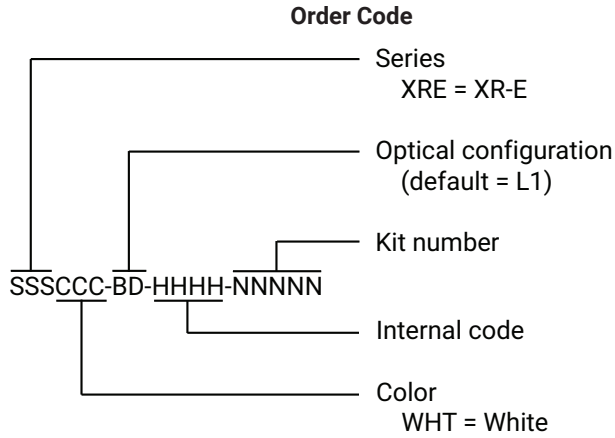 Order Code
Series
XRE = XR-E
Optical configuration
(default = L1)
Kit number
SSSCCC-BD-HHHH-NNNNN
Internal code
Color
WHT = White